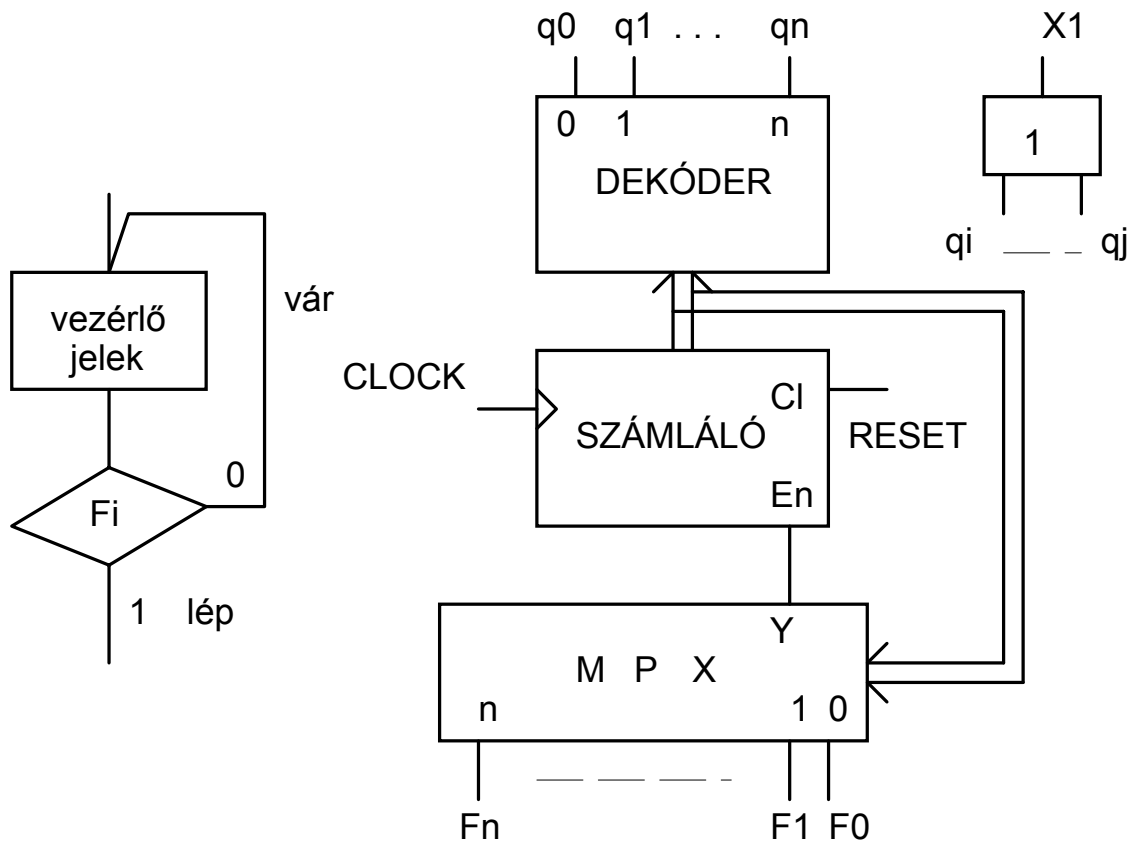 q0 q1 . . . qn X1
0 1 n
1
DEKÓDER
qi qj
vár
vezérlő
jelek
CLOCK
Cl
SZÁMLÁLÓ RESET
0
En
Fi
1 lép
Y
M P X
n 1 0
Fn F1 F0